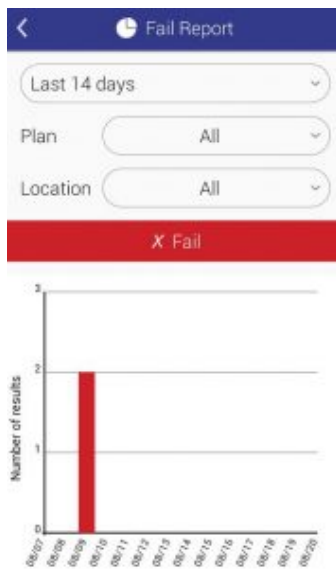 Fail Report
Last 14 days
Plan All
Location All
X Fail
3
2
1
0
Number of results
08/07 08/08 08/09 08/10 08/11 08/12 08/13 08/14 08/15 08/16 08/17 08/18 08/19 08/20